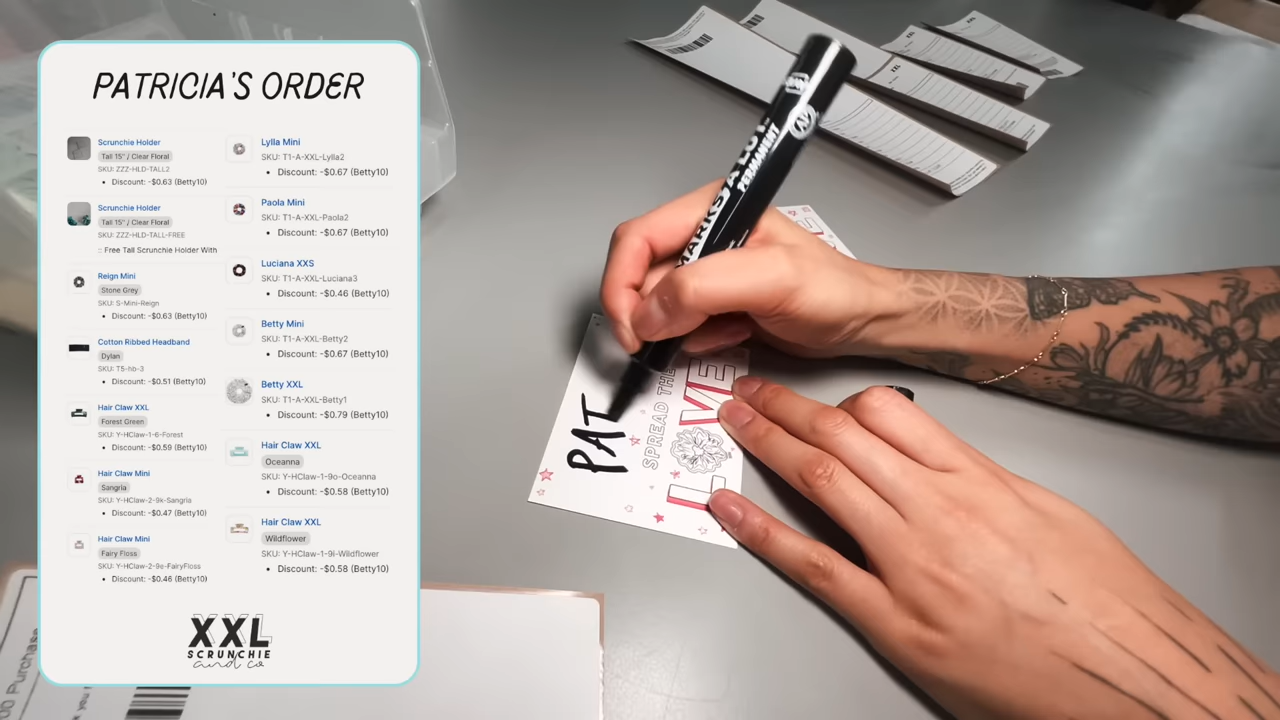 PATRICIA'S ORDER
Scrunchie Holder
Tall 15" / Clear Floral
SKU: ZZZ-HLD-TALL2
• Discount: -$0.63 (Betty10)
Scrunchie Holder
Tall 15" / Clear Floral
SKU: ZZZ-HLD-TALL-FREE
:: Free Tall Scrunchie Holder With
Reign Mini
Stone Grey
SKU: S-Mini-Reign
• Discount: -$0.63 (Betty10)
Cotton Ribbed Headband
Dylan
SKU: T5-hb-3
• Discount: -$0.51 (Betty10)
Hair Claw XXL
Forest Green
SKU: Y-HClaw-1-6-Forest
• Discount: -$0.59 (Betty10)
Hair Claw Mini
Sangria
SKU: Y-HClaw-2-9k-Sangria
• Discount: -$0.47 (Betty10)
Hair Claw Mini
Fairy Floss
SKU: Y-HClaw-2-9e-FairyFloss
• Discount: -$0.46 (Betty10)
Lylla Mini
SKU: T1-A-XXL-Lylla2
• Discount: -$0.67 (Betty10)
Paola Mini
SKU: T1-A-XXL-Paola2
• Discount: -$0.67 (Betty10)
Luciana XXS
SKU: T1-A-XXL-Luciana3
• Discount: -$0.46 (Betty10)
Betty Mini
SKU: T1-A-XXL-Betty2
• Discount: -$0.67 (Betty10)
Betty XXL
SKU: T1-A-XXL-Betty1
• Discount: -$0.79 (Betty10)
Hair Claw XXL
Oceanna
SKU: Y-HClaw-1-9o-Oceanna
• Discount: -$0.58 (Betty10)
Hair Claw XXL
Wildflower
SKU: Y-HClaw-1-9i-Wildflower
• Discount: -$0.58 (Betty10)
XXL
SCRUNCHIE
and co
MARKS A LOT
PERMANENT
AP
PAT
SPREAD THE
L VE